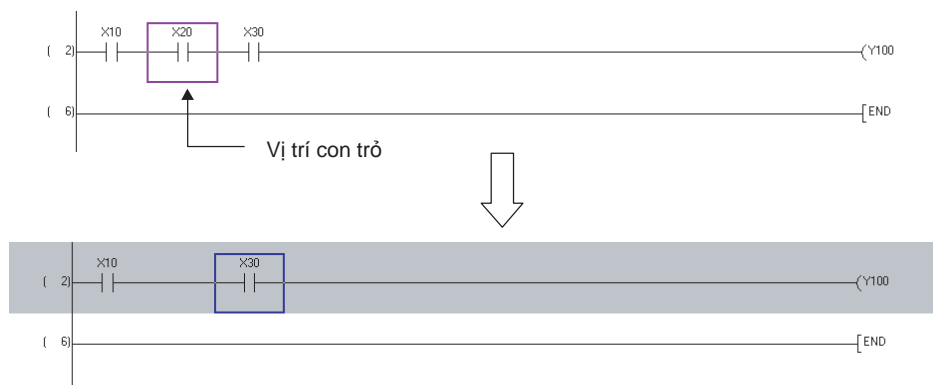 X10 X20 X30
( 2) (Y100
( 6) [END
Vị trí con trỏ
X10 X30
( 2) (Y100
( 6) [END